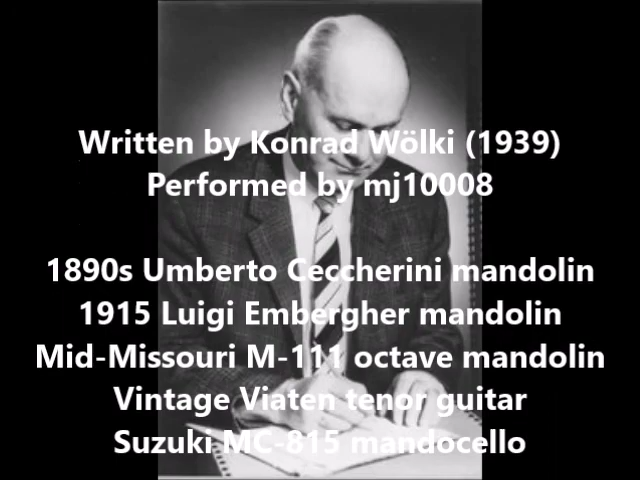 Written by Konrad Wölki (1939)
Performed by mj10008
1890s Umberto Ceccherini mandolin
1915 Luigi Embergher mandolin
Mid-Missouri M-111 octave mandolin
Vintage Viaten tenor guitar
Suzuki MC-815 mandocello